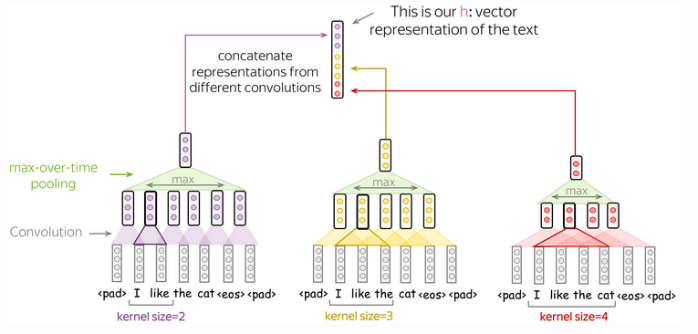 This is our h: vector
representation of the text
concatenate
representations from
different convolutions
max-over-time
pooling
max
max
max
Convolution
<pad> I like the cat <eos> <pad>
<pad> I like the cat <eos> <pad>
<pad> I like the cat <eos> <pad>
kernel size=2
kernel size=3
kernel size=4